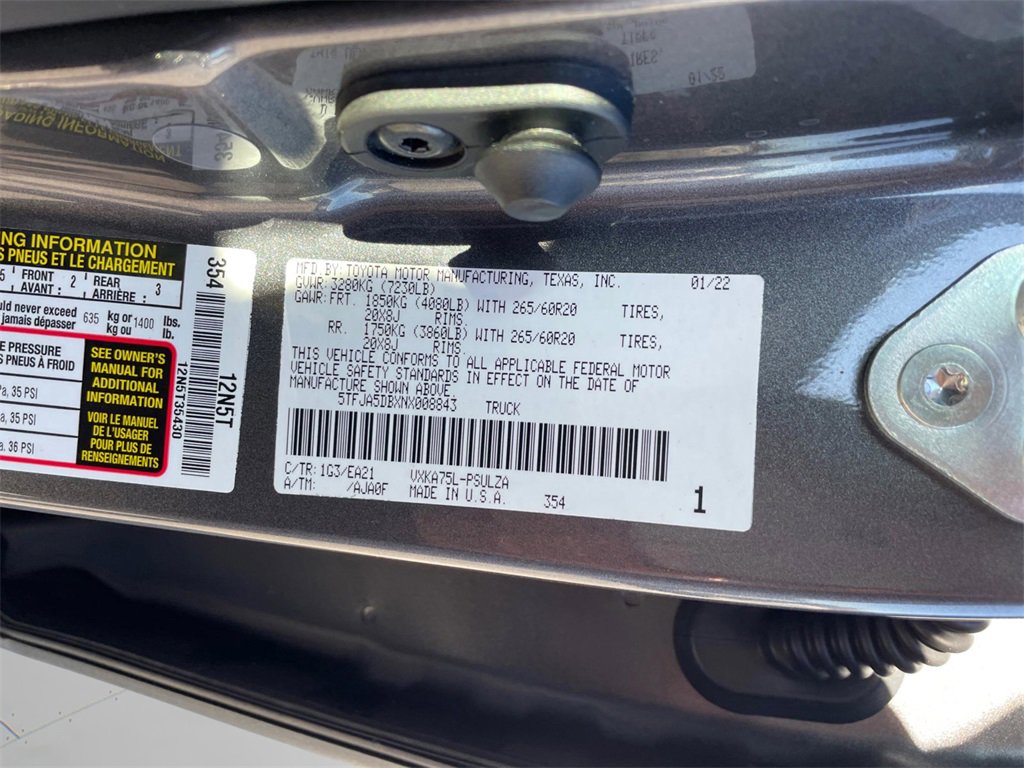 NG INFORMATION
S PNEUS ET LE CHARGEMENT
5 FRONT AVANT : 2 REAR ARRIÈRE : 3
ould never exceed 635 kg or 1400 lbs.
jamais dépasser kg ou lb.
E PRESSURE
S PNEUS À FROID
a, 35 PSI
a. 35 PSI
a. 36 PSI
SEE OWNER'S
MANUAL FOR
ADDITIONAL
INFORMATION
VOIR LE MANUEL
DE L'USAGER
POUR PLUS DE
RENSEIGNEMENTS
354
12N5T35430
12N5T
MFD BY: TOYOTA MOTOR MANUFACTURING, TEXAS, INC. 01/22
GVWR: 3280KG (7230LB)
GAWR: FRT. 1850KG (4080LB) WITH 265/60R20 TIRES,
20X8J RIMS
RR. 1750KG (3860LB) WITH 265/60R20 TIRES,
20X8J RIMS
THIS VEHICLE CONFORMS TO ALL APPLICABLE FEDERAL MOTOR
VEHICLE SAFETY STANDARDS IN EFFECT ON THE DATE OF
MANUFACTURE SHOWN ABOVE.
5TFJA5DBXNX008843 TRUCK
C/TR: 1G3/EA21 VXKA75L-PSULZA
A/TM: /AJA0F MADE IN U.S.A. 354 1